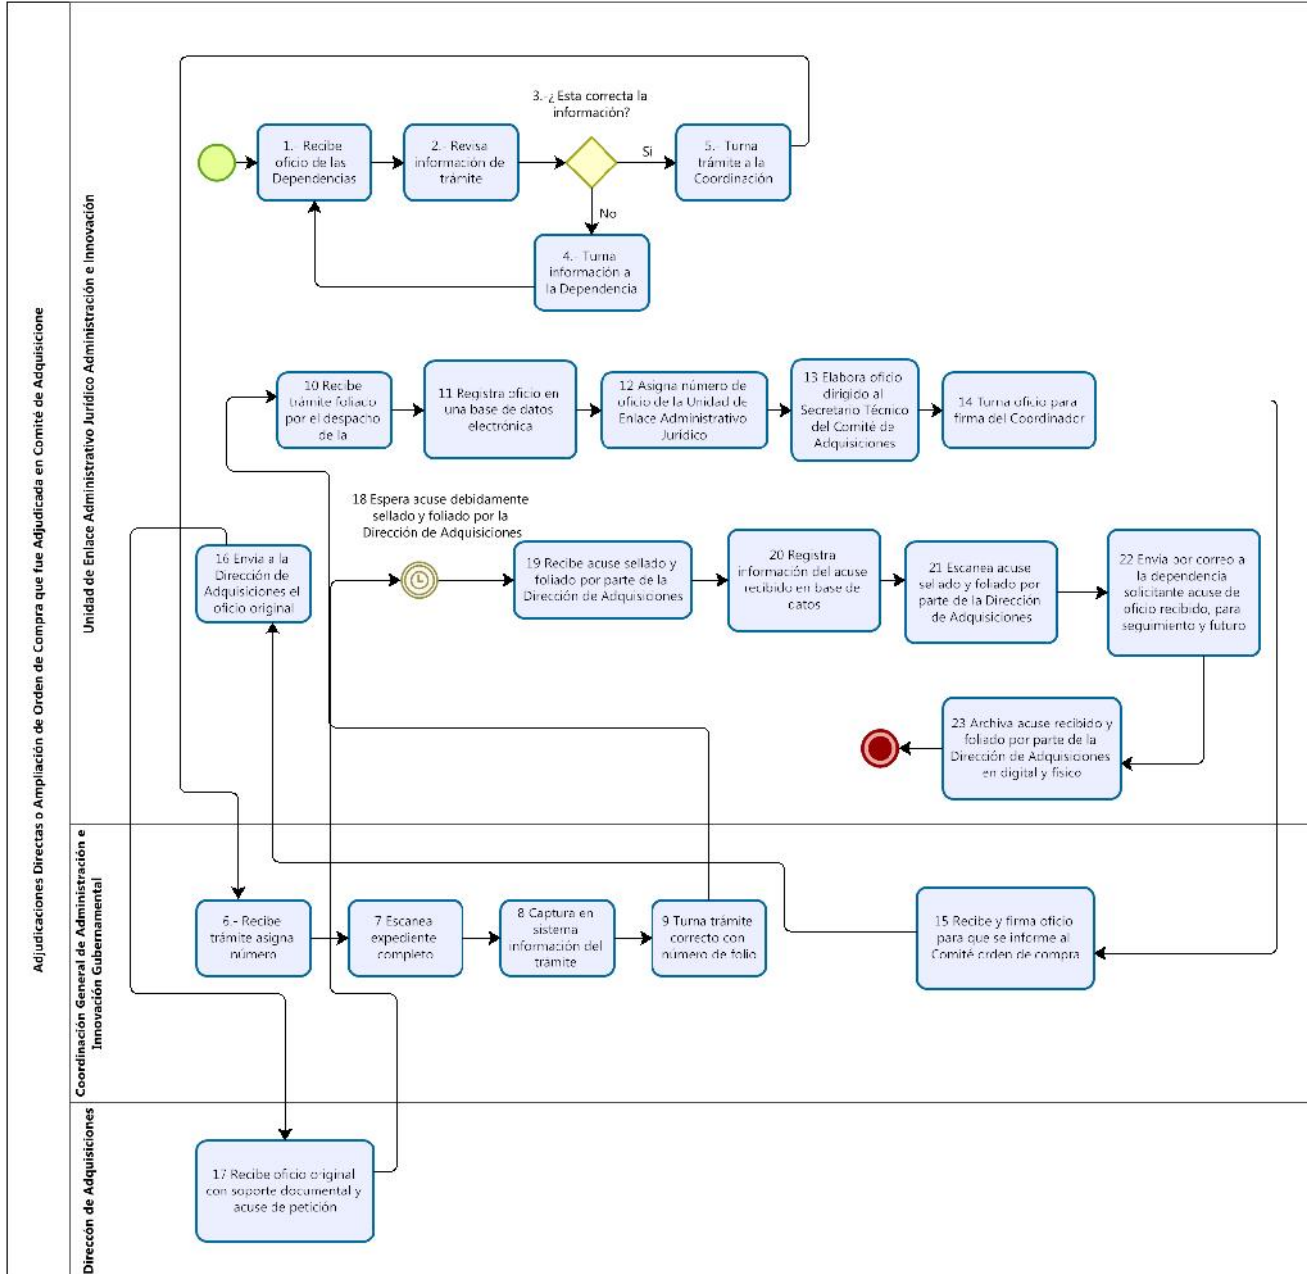 Adjudicaciones Directas o Ampliación de Orden de Compra que fue Adjudicada en Comité de Adquisicione
Unidad de Enlace Administrativo Jurídico Administración e Innovación
3.-¿ Esta correcta la
información?
1.- Recibe
oficio de las
Dependencias
2.- Revisa
información de
trámite
Si
5.- Turna
trámite a la
Coordinación
No
4.- Turna
información a
la Dependencia
10 Recibe
trámite foliado
por el despacho
de la
11 Registra oficio en
una base de datos
electrónica
12 Asigna número de
oficio de la Unidad de
Enlace Administrativo
Jurídico
13 Elabora oficio
dirigido al
Secretario Técnico
del Comité de
Adquisiciones
14 Turna oficio para
firma del Coordinador
18 Espera acuse debidamente
sellado y foliado por la
Dirección de Adquisiciones
16 Envia a la
Dirección de
Adquisiciones el
oficio original
19 Recibe acuse sellado y
foliado por parte de la
Dirección de Adquisiciones
20 Registra
información del acuse
recibido en base de
datos
21 Escanea acuse
sellado y foliado por
parte de la Dirección
de Adquisiciones
22 Envia por correo a
la dependencia
solicitante acuse de
oficio recibido, para
seguimiento y futuro
23 Archiva acuse recibido y
foliado por parte de la
Dirección de Adquisiciones
en digital y fisico
Coordinación General de Administración e
Innovación Gubernamental
6.- Recibe
trámite asigna
número
7 Escanea
expediente
completo
8 Captura en
sistema
información del
tramite
9 Turna trámite
correcto con
número de folio
15 Recibe y firma oficio
para que se informe al
Comité orden de compra
Direccón de Adquisiciones
17 Recibe oficio original
con soporte documental y
acuse de petición